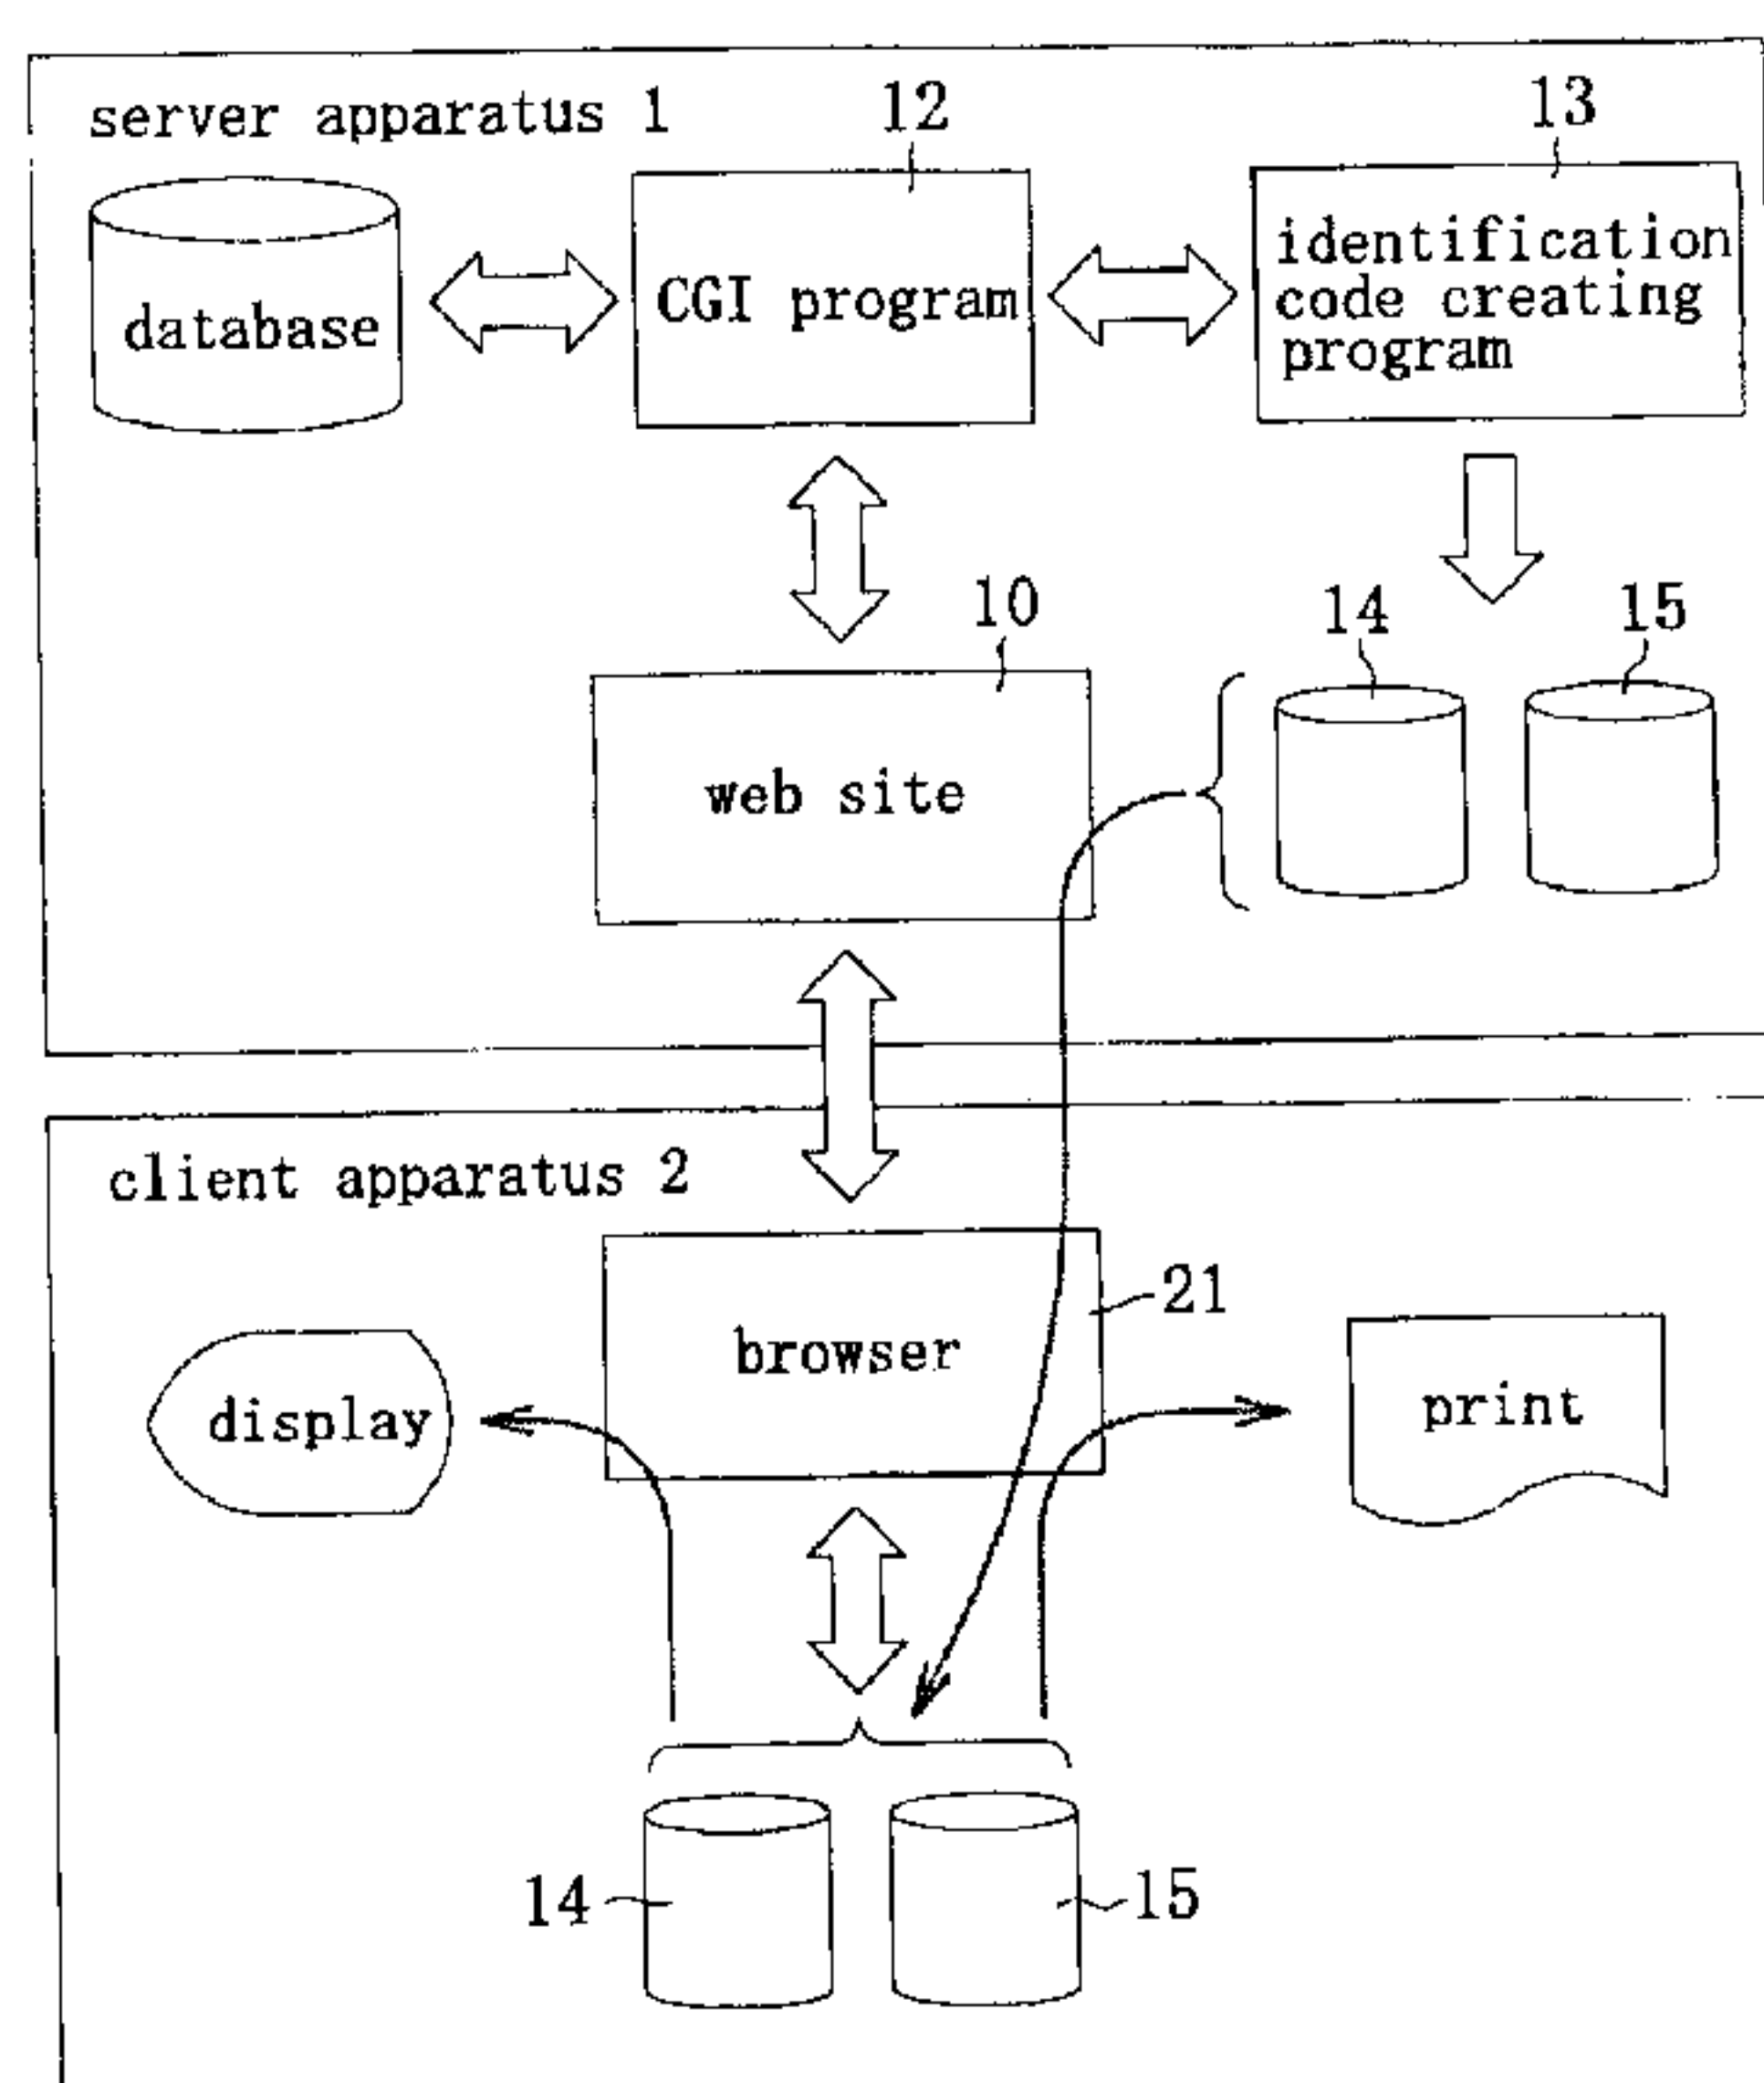 server apparatus 1
12
13
database
CGI program
identification
code creating
program
10
14
15
web site
client apparatus 2
21
browser
display
print
14
15